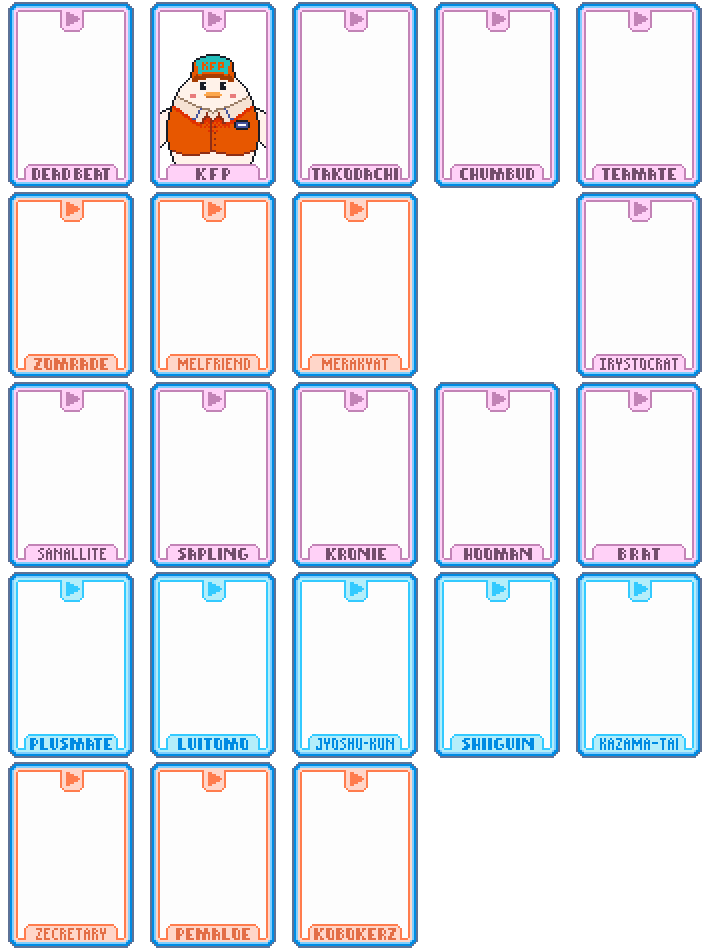 KFP
DEADBEAT
KFP
TAKODACHI
CHUMBUD
TEAMATE
ZOMRADE
MELFRIEND
MERAKYAT
IRYSTOCRAT
SANALLITE
SAPLING
KRONIE
HOOMAN
BRAT
PLUSMATE
LUITOMO
JYOSHU-KUN
SHIIGUIN
KAZAMA-TAI
ZECRETARY
PEMALOE
KOBOKERZ